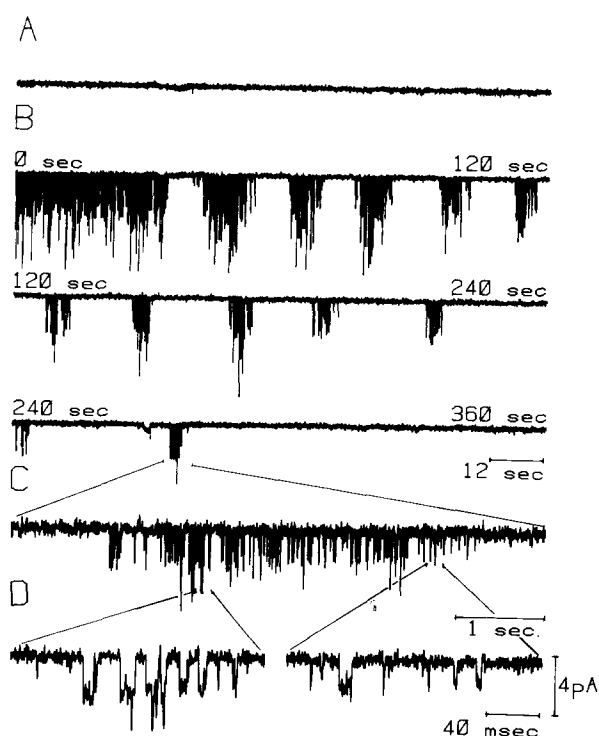 A
B
0 sec 120 sec
120 sec 240 sec
240 sec 360 sec
12 sec
C
D
1 sec.
4pA
40 msec